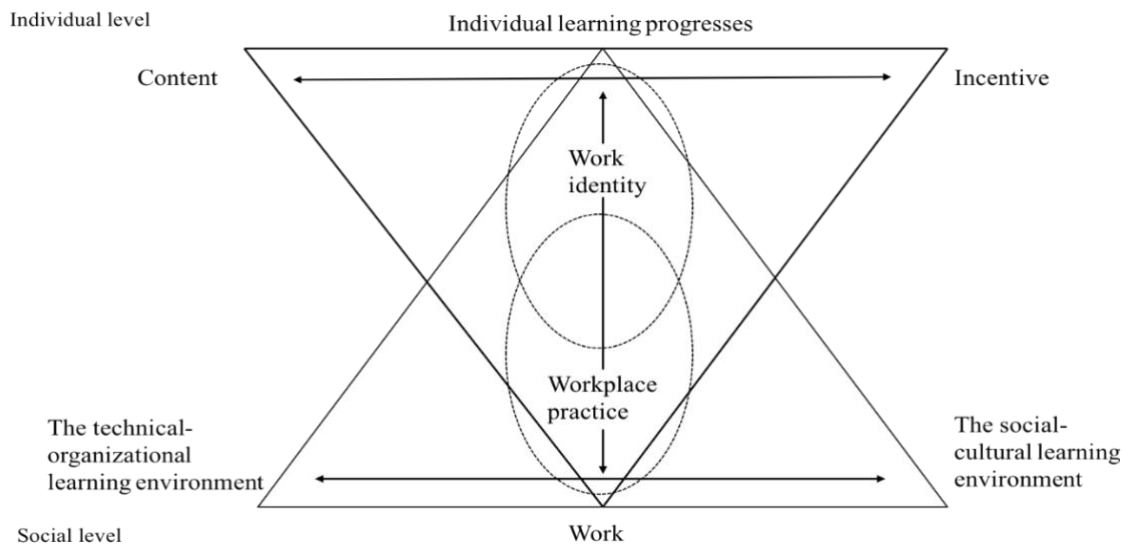 Individual level
Individual learning progresses
Content
Incentive
Work
identity
Workplace
practice
The technical-
organizational
learning environment
The social-
cultural learning
environment
Work
Social level